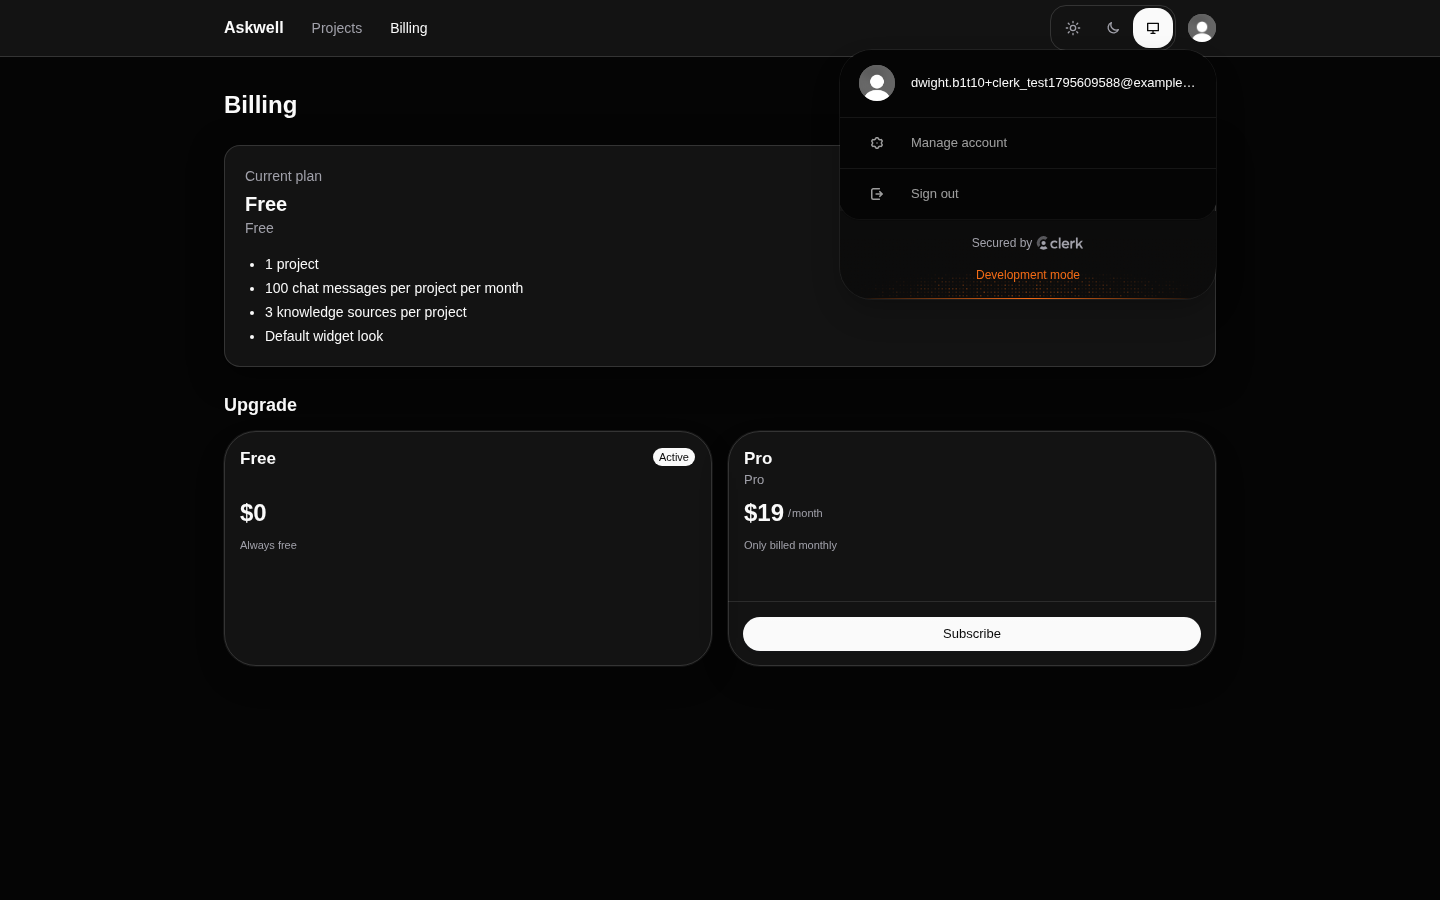 Askwell Projects Billing
dwight.b1t10+clerk_test1795609588@example…
Manage account
Sign out
Secured by clerk
Development mode
Billing
Current plan
Free
Free
1 project
100 chat messages per project per month
3 knowledge sources per project
Default widget look
Upgrade
Free
Active
$0
Always free
Pro
Pro
$19 /month
Only billed monthly
Subscribe